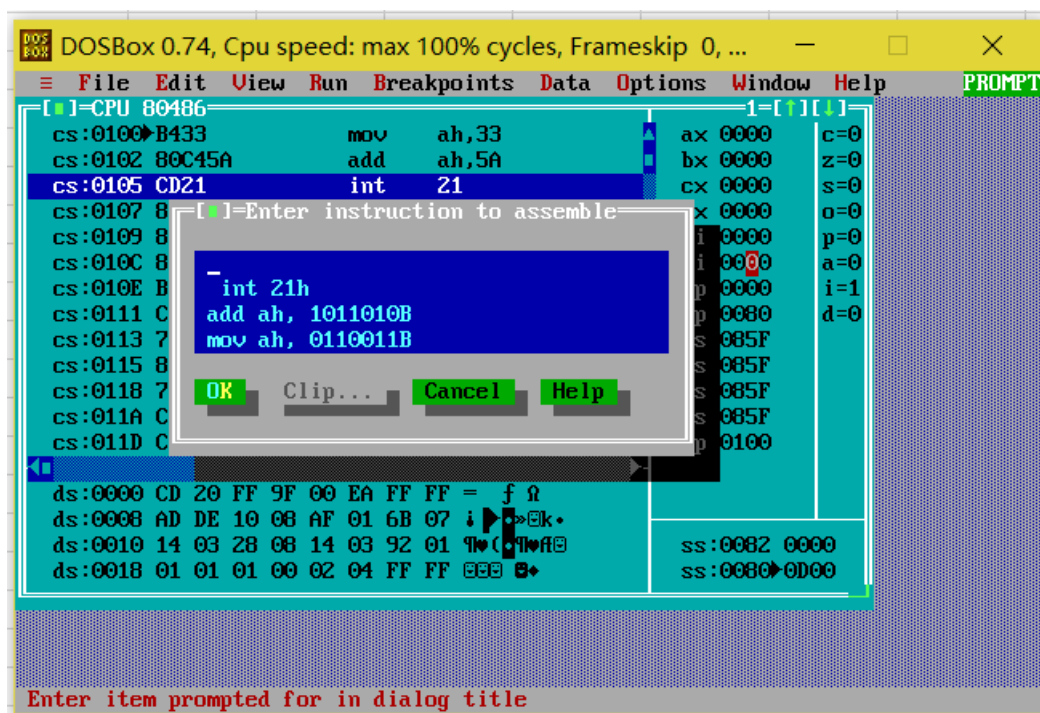 DOSBox 0.74, Cpu speed: max 100% cycles, Frameskip 0, ...
≡ File Edit View Run Breakpoints Data Options Window Help PROMPT
[■]=CPU 80486 1=[↑][↓]
cs:0100►B433 mov ah,33 ax 0000 c=0
cs:0102 80C45A add ah,5A bx 0000 z=0
cs:0105 CD21 int 21 cx 0000 s=0
cs:0107 8 [■]=Enter instruction to assemble x 0000 o=0
cs:0109 8 i 0000 p=0
cs:010C 8 i 0000 a=0
cs:010E B int 21h p 0000 i=1
cs:0111 C add ah, 1011010B p 0080 d=0
cs:0113 7 mov ah, 0110011B s 085F
cs:0115 8 s 085F
cs:0118 7 OK Clip... Cancel Help s 085F
cs:011A C s 085F
cs:011D C p 0100
ds:0000 CD 20 FF 9F 00 EA FF FF = ƒ Ω
ds:0008 AD DE 10 08 AF 01 6B 07
ds:0010 14 03 28 08 14 03 92 01 ss:0082 0000
ds:0018 01 01 01 00 02 04 FF FF ss:0080►0D00
Enter item prompted for in dialog title